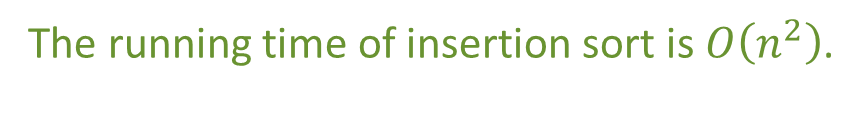 The running time of insertion sort is O(n²).